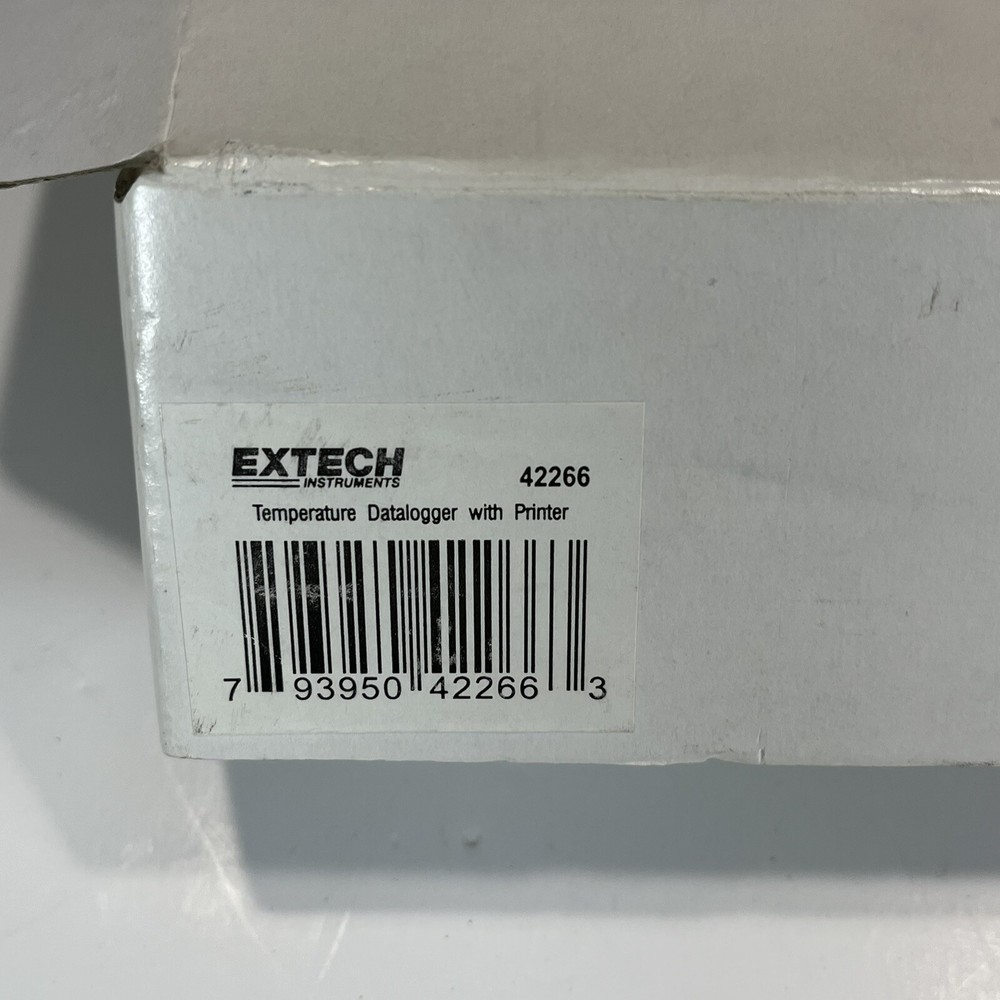 EXTECH
INSTRUMENTS
42266
Temperature Datalogger with Printer
7 93950 42266 3